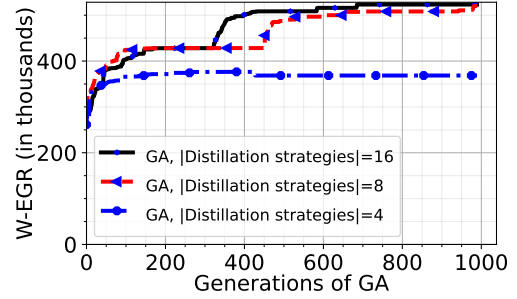 W-EGR (in thousands)
400
200
0
GA, |Distillation strategies|=16
GA, |Distillation strategies|=8
GA, |Distillation strategies|=4
0 200 400 600 800 1000
Generations of GA